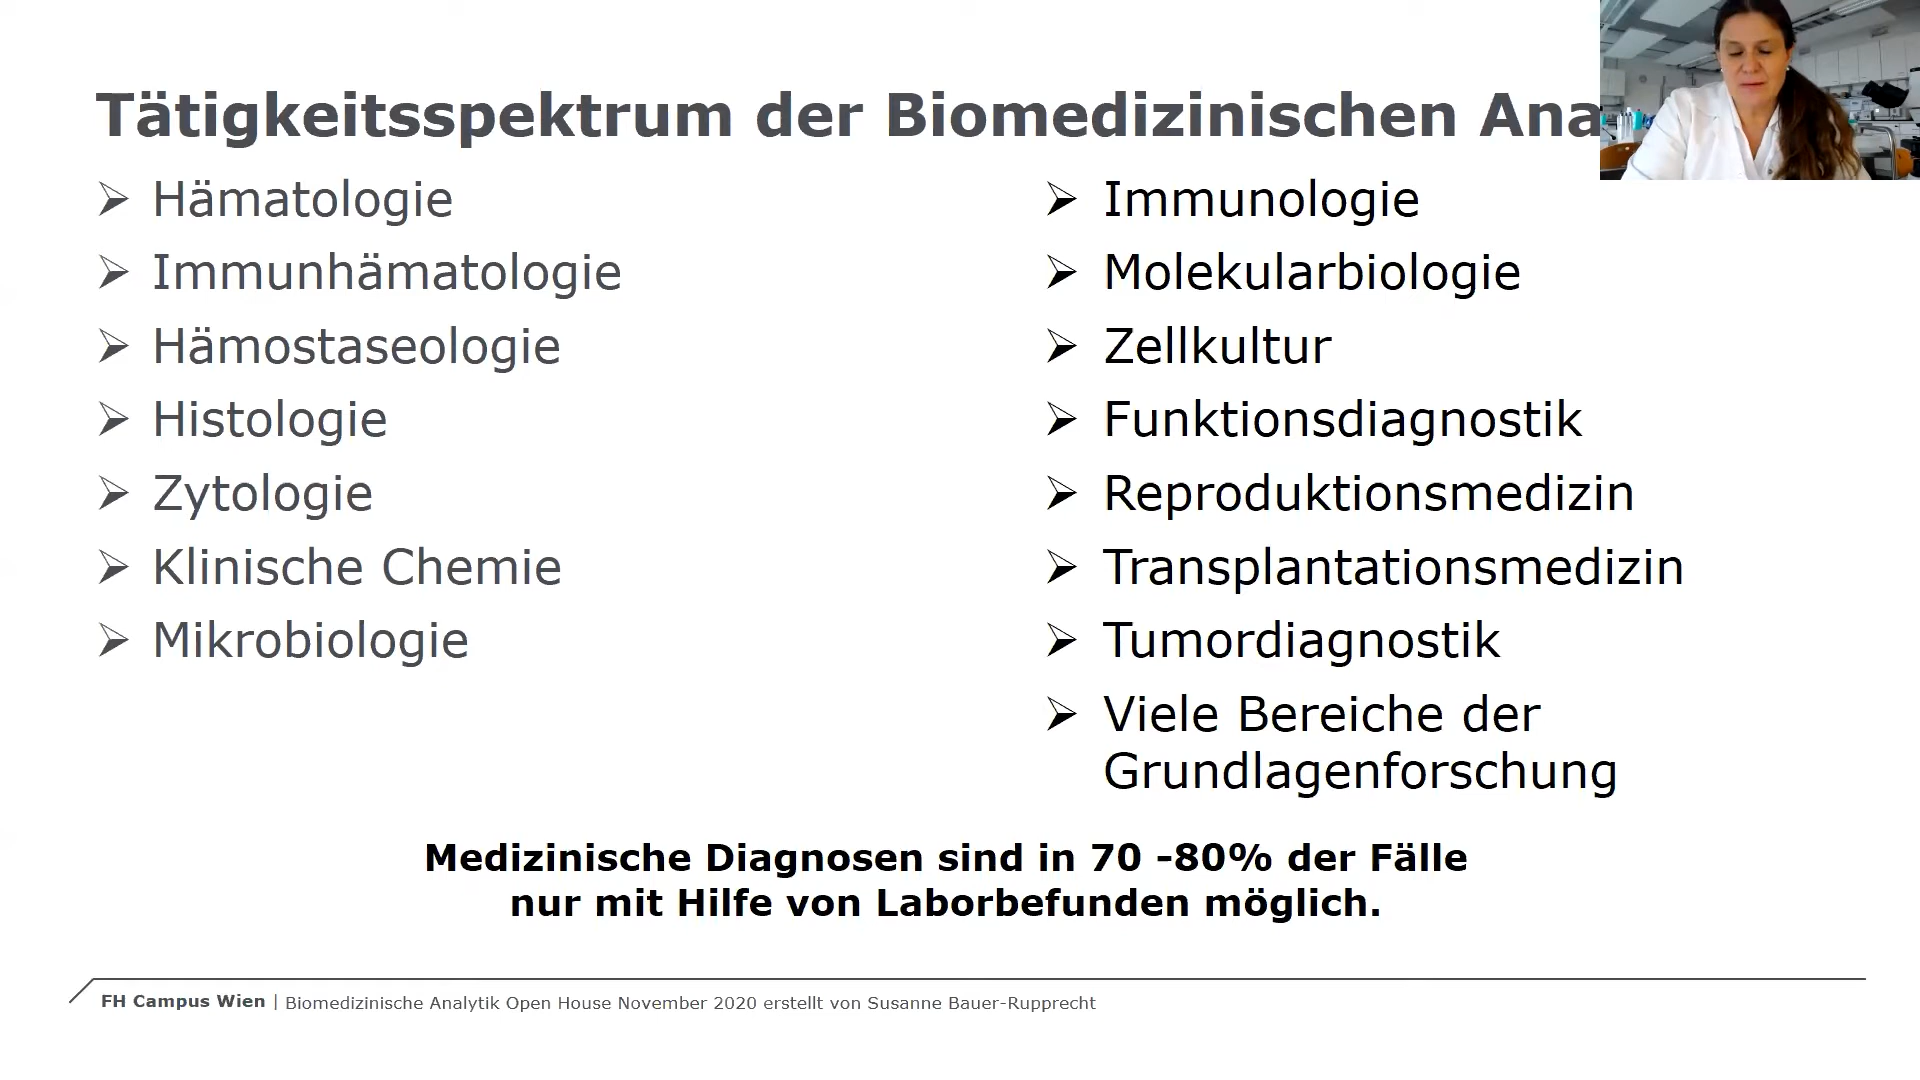 Tätigkeitsspektrum der Biomedizinischen
Hämatologie
Immunhämatologie
Hämostaseologie
Histologie
Zytologie
Klinische Chemie
Mikrobiologie
Immunologie
Molekularbiologie
Zellkultur
Funktionsdiagnostik
Reproduktionsmedizin
Transplantationsmedizin
Tumordiagnostik
Viele Bereiche der
Grundlagenforschung
Medizinische Diagnosen sind in 70 -80% der Fälle
nur mit Hilfe von Laborbefunden möglich.
FH Campus Wien | Biomedizinische Analytik Open House November 2020 erstellt von Susanne Bauer-Rupprecht